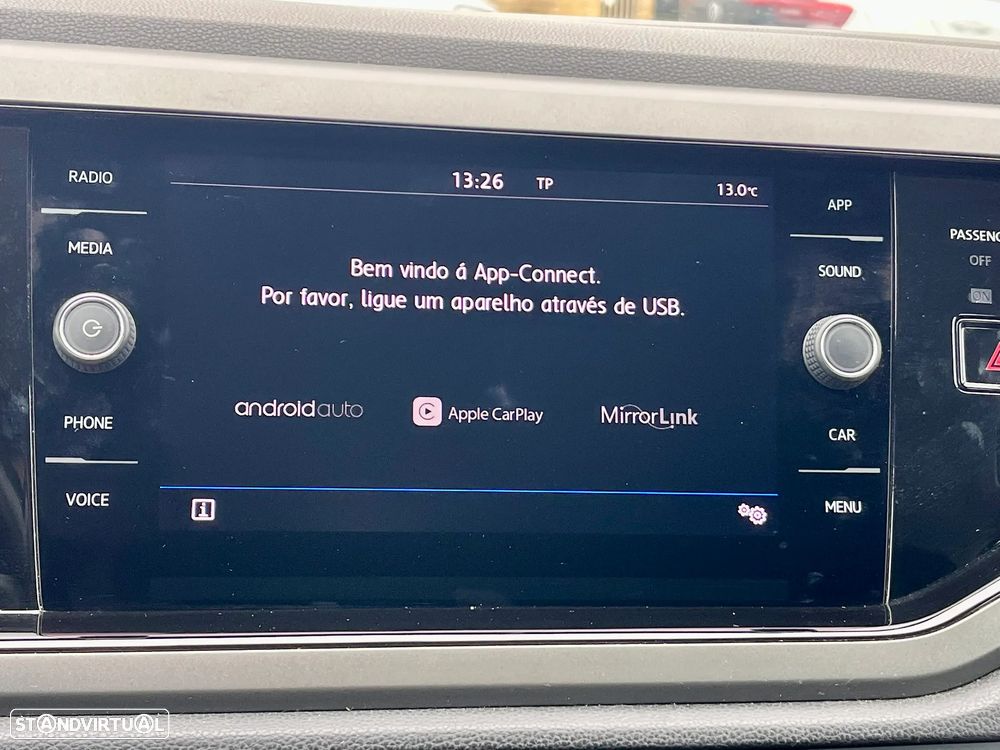 RADIO
MEDIA
PHONE
VOICE
13:26 TP 13.0°C
Bem vindo á App-Connect.
Por favor, ligue um aparelho através de USB.
androidauto
Apple CarPlay
MirrorLink
i
APP
SOUND
CAR
MENU
PASSENG
OFF
ON
STANDVIRTUAL